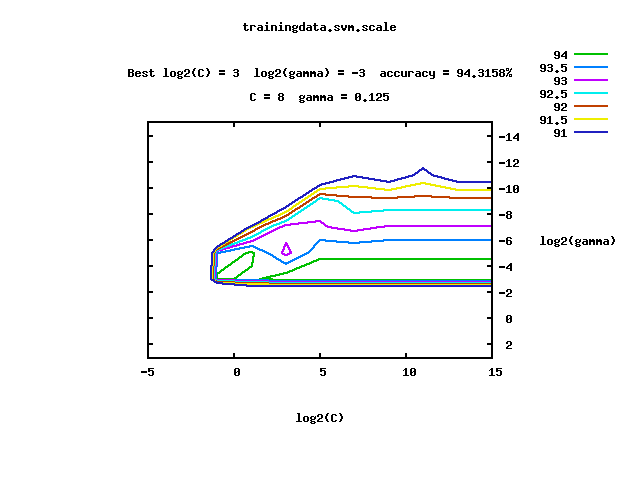 trainingdata.svm.scale
Best log2(C) = 3  log2(gamma) = -3  accuracy = 94.3158%
C = 8  gamma = 0.125
94
93.5
93
92.5
92
91.5
91
-14
-12
-10
-8
-6
-4
-2
0
2
log2(gamma)
-5 0 5 10 15
log2(C)